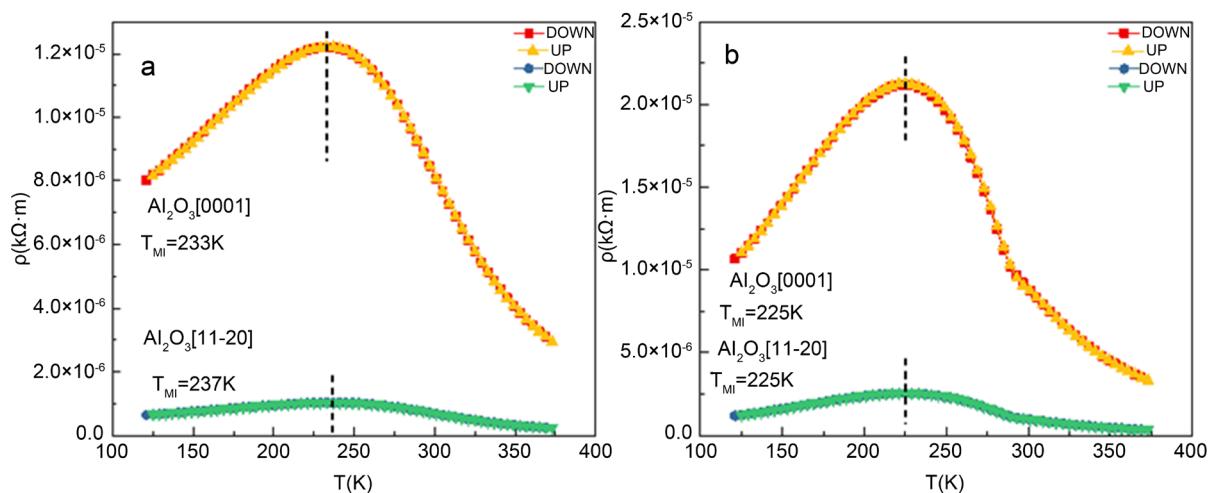 a
DOWN
UP
DOWN
UP
1.2×10⁻⁵
1.0×10⁻⁵
8.0×10⁻⁶
6.0×10⁻⁶
4.0×10⁻⁶
2.0×10⁻⁶
0.0
ρ(kΩ·m)
Al₂O₃[0001]
T_MI=233K
Al₂O₃[11-20]
T_MI=237K
100 150 200 250 300 350 400
T(K)
b
DOWN
UP
DOWN
UP
2.5×10⁻⁵
2.0×10⁻⁵
1.5×10⁻⁵
1.0×10⁻⁵
5.0×10⁻⁶
0.0
ρ(kΩ·m)
Al₂O₃[0001]
T_MI=225K
Al₂O₃[11-20]
T_MI=225K
100 150 200 250 300 350 400
T(K)